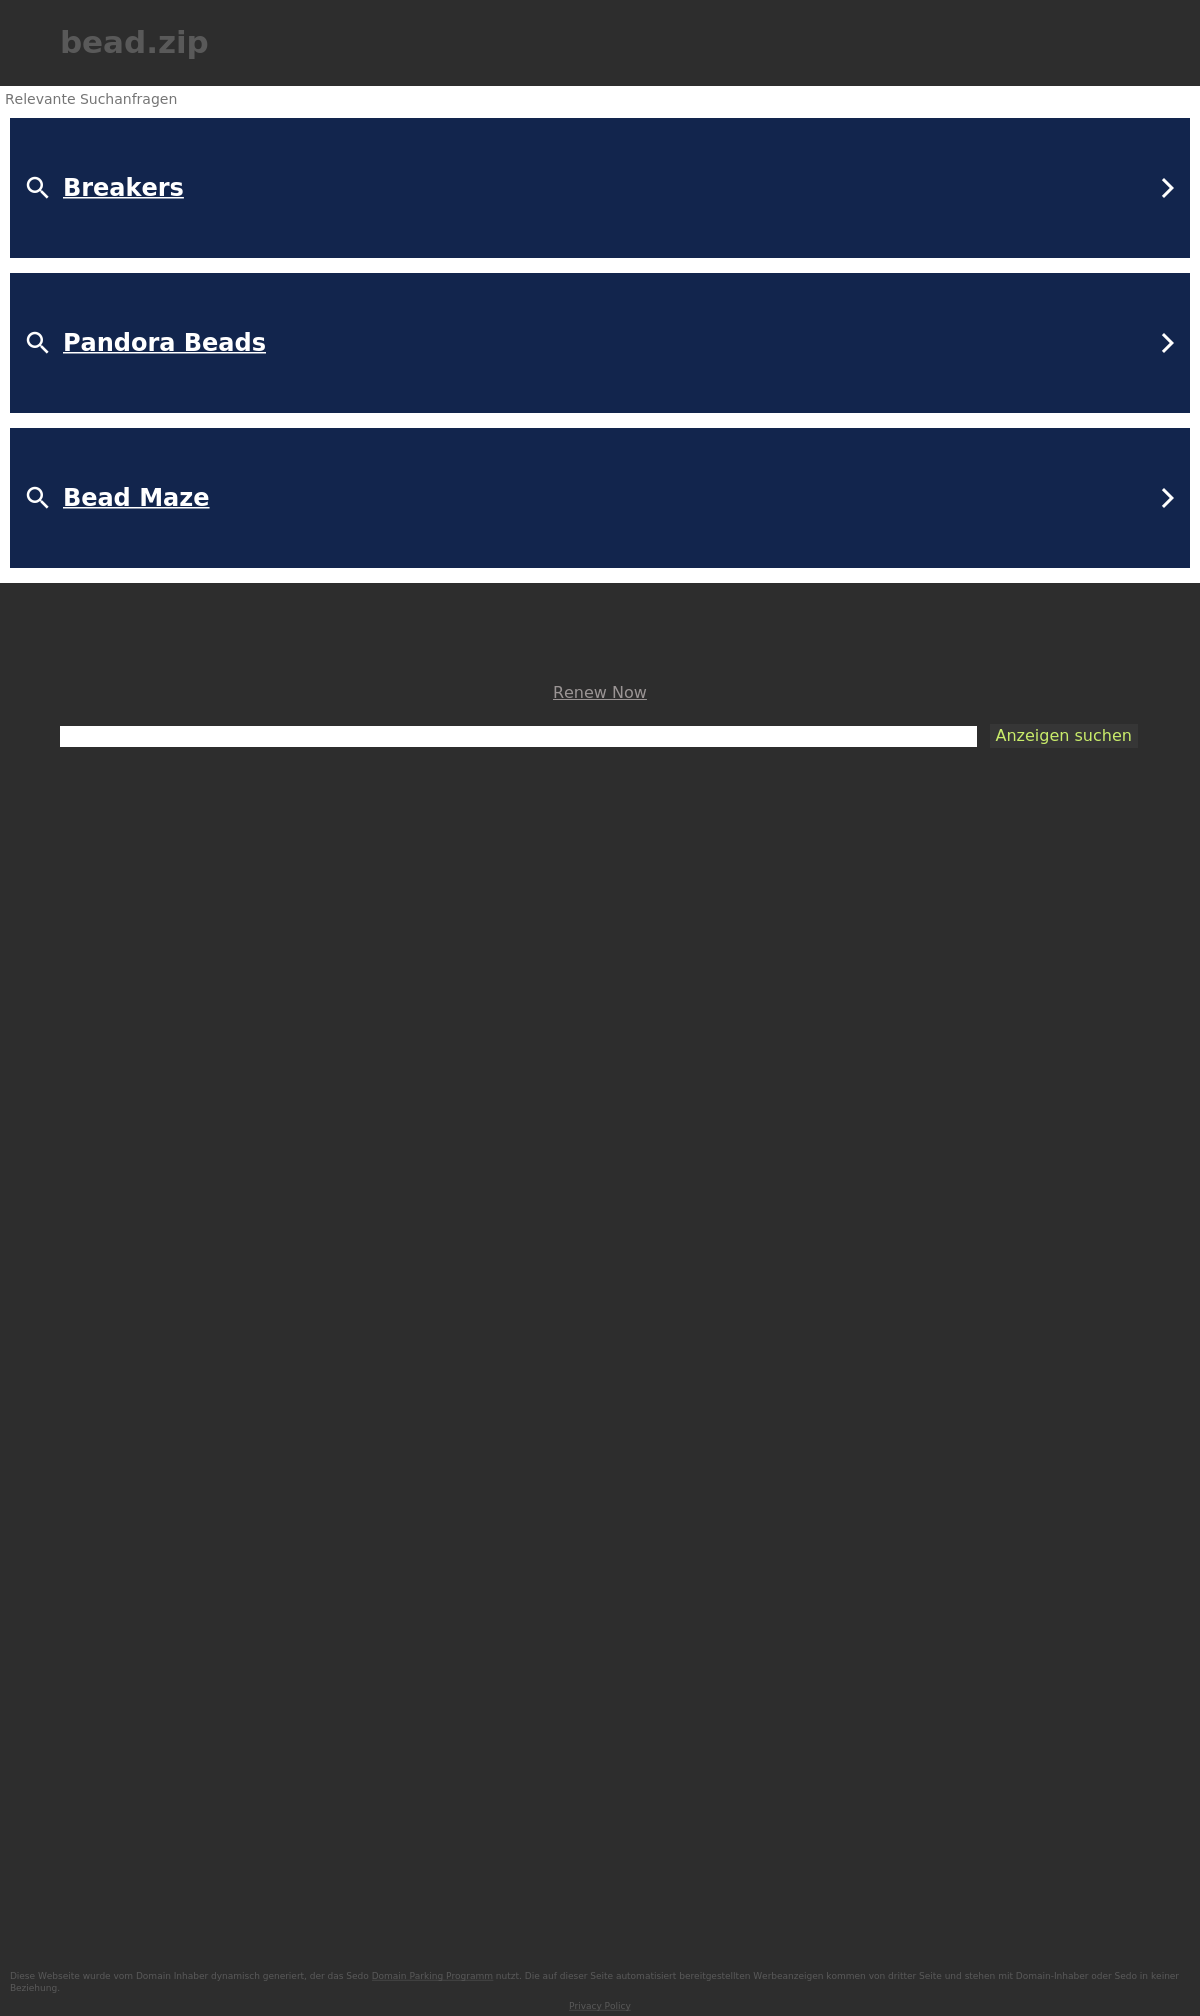 bead.zip
Relevante Suchanfragen
Breakers
Pandora Beads
Bead Maze
Renew Now
Anzeigen suchen
Diese Webseite wurde vom Domain Inhaber dynamisch generiert, der das Sedo Domain Parking Programm nutzt. Die auf dieser Seite automatisiert bereitgestellten Werbeanzeigen kommen von dritter Seite und stehen mit Domain-Inhaber oder Sedo in keiner
Beziehung.
Privacy Policy